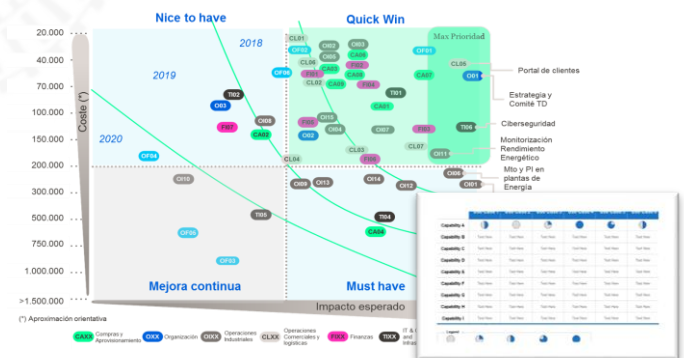 Nice to have
Quick Win
Max Prioridad
2018
2019
2020
Coste (*)
20.000
40.000
70.000
100.000
150.000
200.000
300.000
500.000
750.000
1.000.000
>1.500.000
CL01
OF02
OI02
OI03
OF01
CA06
CL06
CA03
FI02
CL05
Portal de clientes
OF06
FI01
CA08
CA07
OI01
CL02
CA09
FI04
TI02
TI01
Estrategia y
Comité TD
OI03
CA01
OI08
OI10
FI07
CA02
OI04
OI07
TI06
Ciberseguridad
OI02
Monitorización
Rendimiento
Energético
OF04
CL04
CL03
CL07
OI11
FI06
OI06
Mto y PI en
plantas de
Energía
OI10
OI09
OI13
OI14
OI12
OI01
TI05
TI04
OF05
CA04
OF03
Mejora continua
Must have
Impacto esperado
(*) Aproximación orientativa
CAXX Compras y
Aprovisionamiento
OXX Organización
OIXX Operaciones
Industriales
CLXX Operaciones
Comerciales y
logísticas
FIXX Finanzas
TIXX IT &
and
Capability A
Capability B
Capability C
Capability D
Capability E
Capability F
Capability G
Capability H
Capability I
Legend